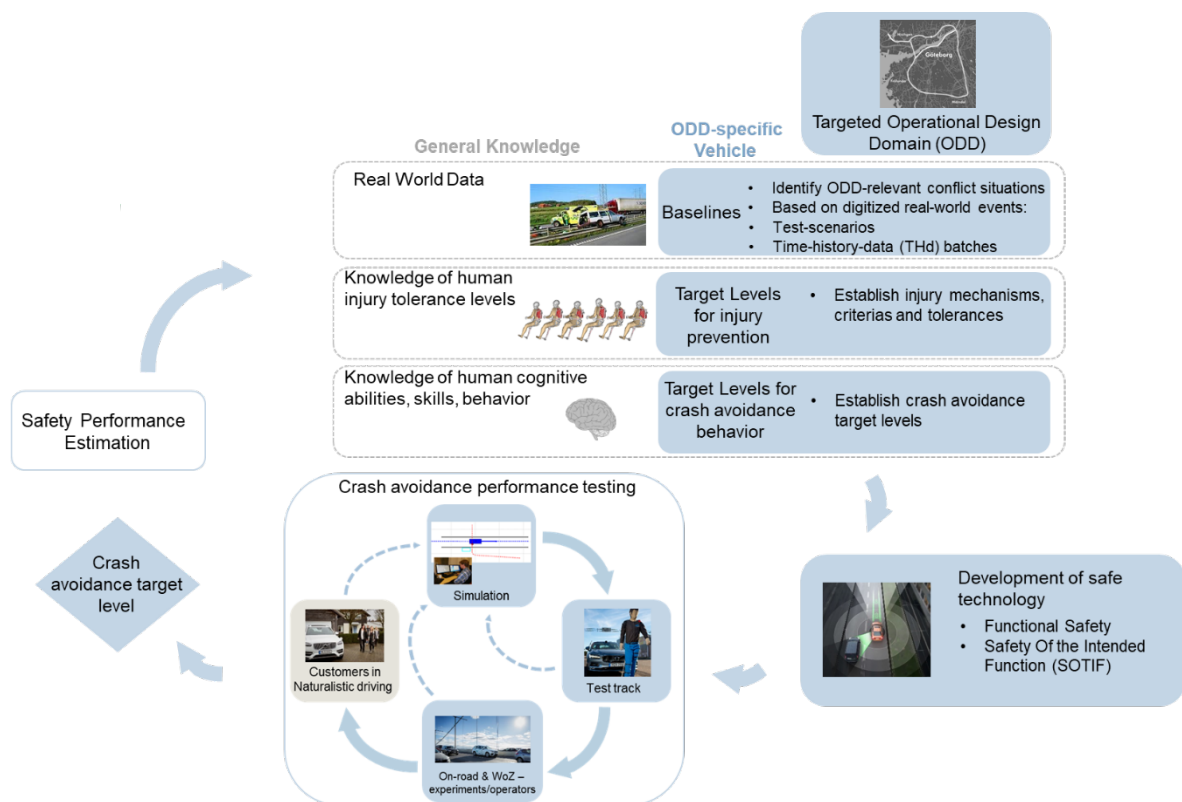 Göteborg
Targeted Operational Design
Domain (ODD)
General Knowledge
ODD-specific
Vehicle
Real World Data
Baselines
• Identify ODD-relevant conflict situations
• Based on digitized real-world events:
• Test-scenarios
• Time-history-data (THd) batches
Knowledge of human
injury tolerance levels
Target Levels
for injury
prevention
• Establish injury mechanisms,
criterias and tolerances
Knowledge of human cognitive
abilities, skills, behavior
Target Levels for
crash avoidance
behavior
• Establish crash avoidance
target levels
Safety Performance
Estimation
Crash avoidance performance testing
Simulation
Crash
avoidance target
level
Customers in
Naturalistic driving
Test track
On-road & WoZ –
experiments/operators
Development of safe
technology
• Functional Safety
• Safety Of the Intended
Function (SOTIF)